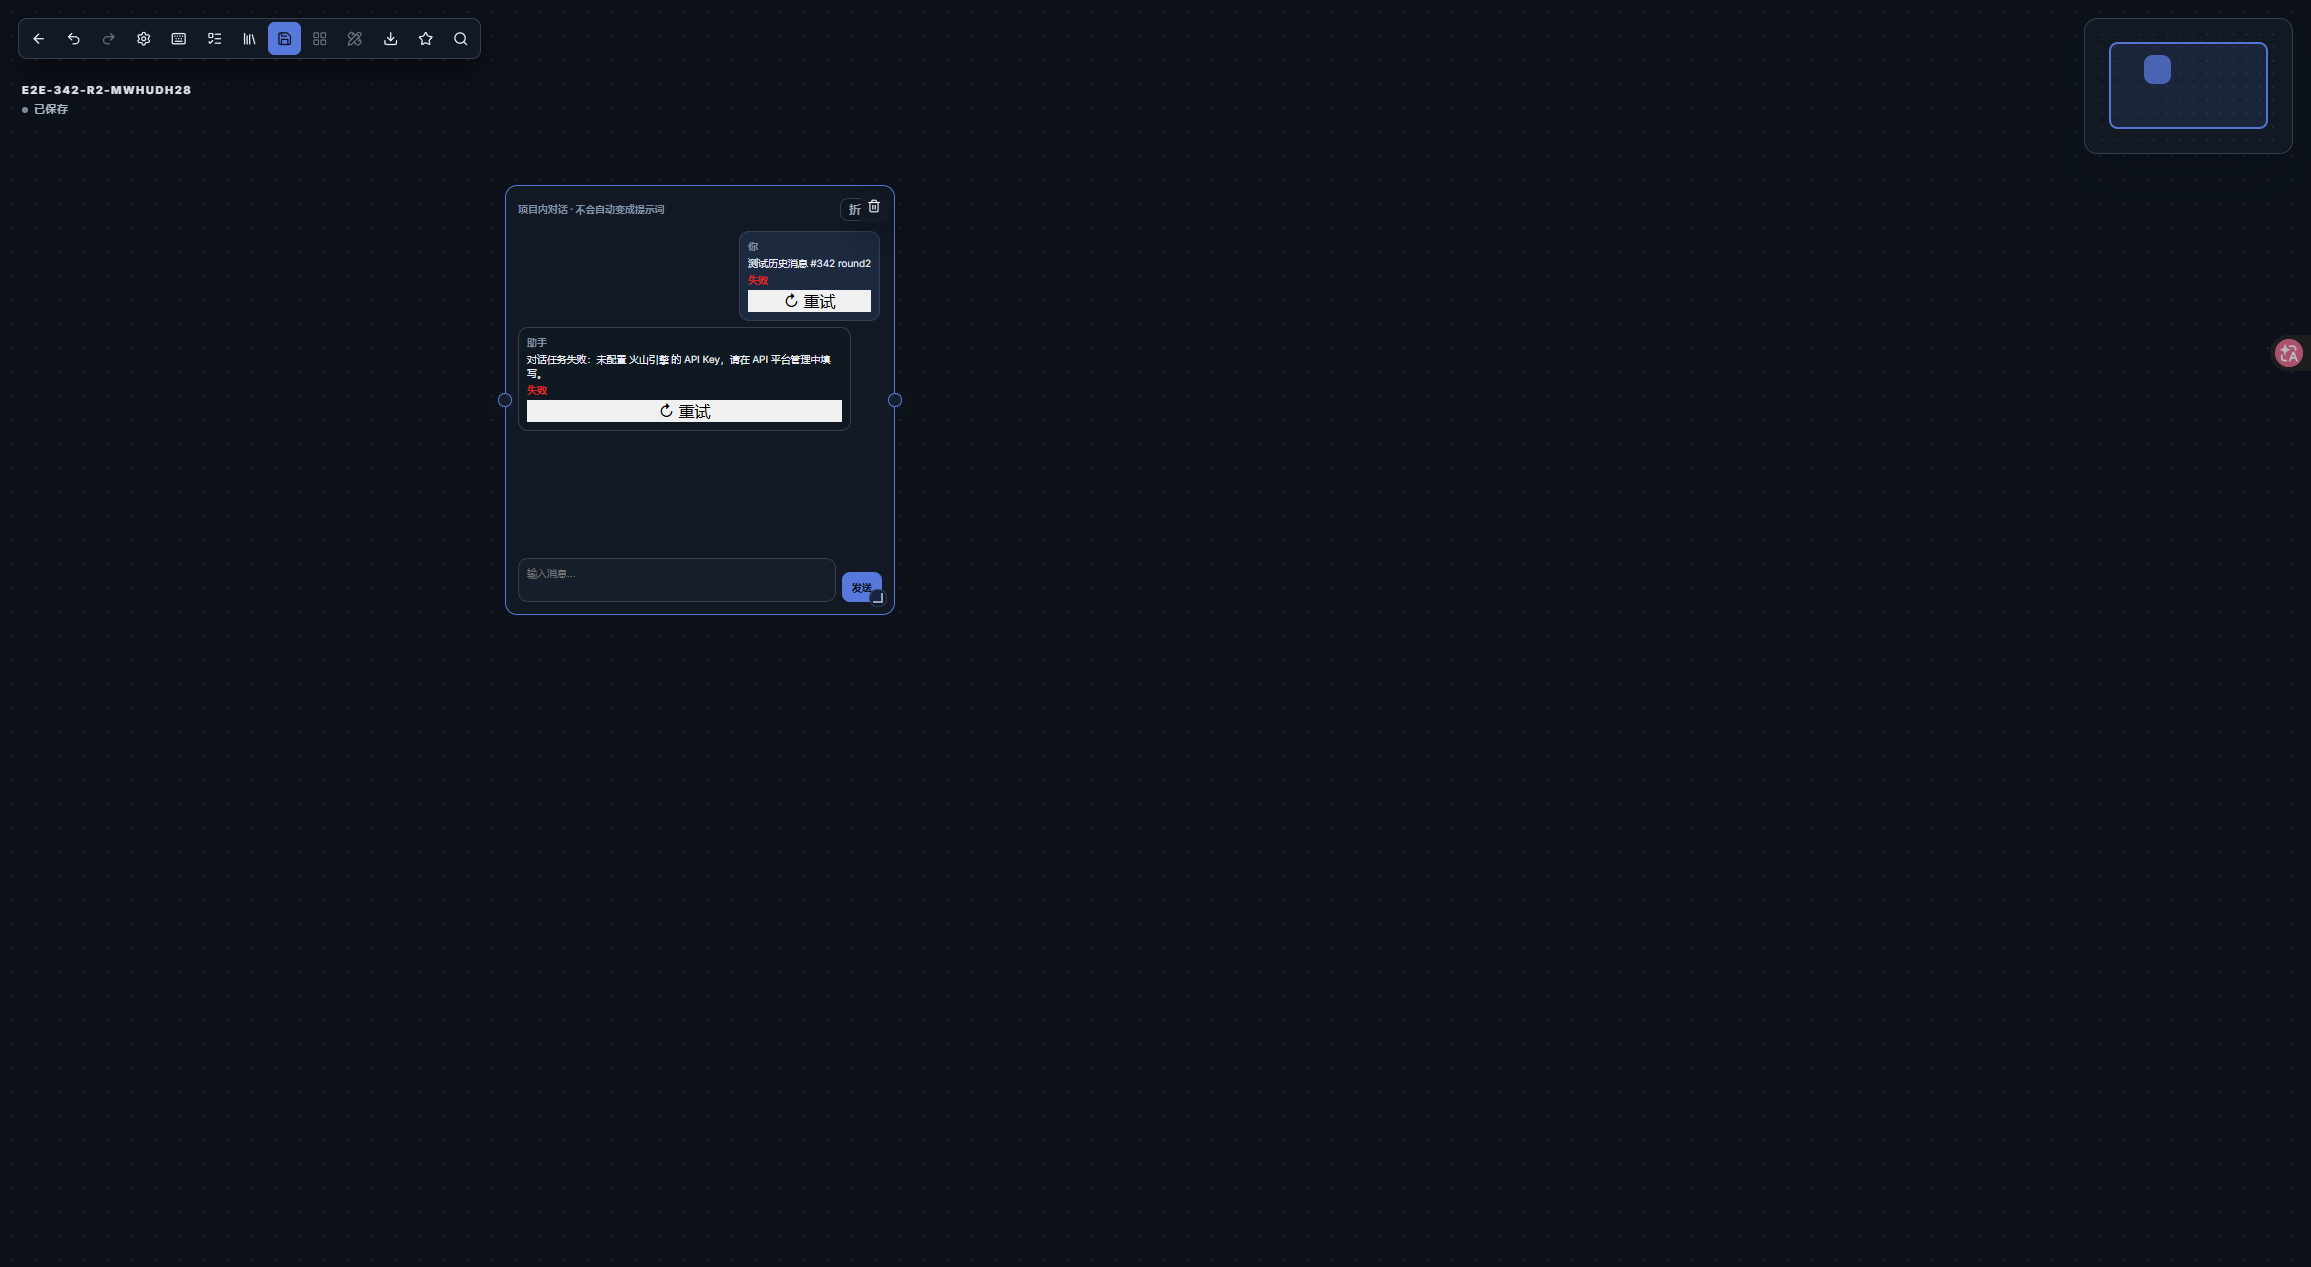 E2E-342-R2-MWHUDH28
已保存
项目内对话 · 不会自动变成提示词
折
你
测试历史消息 #342 round2
失败
重试
助手
对话任务失败：未配置 火山引擎 的 API Key，请在 API 平台管理中填
写。
失败
重试
输入消息...
发送